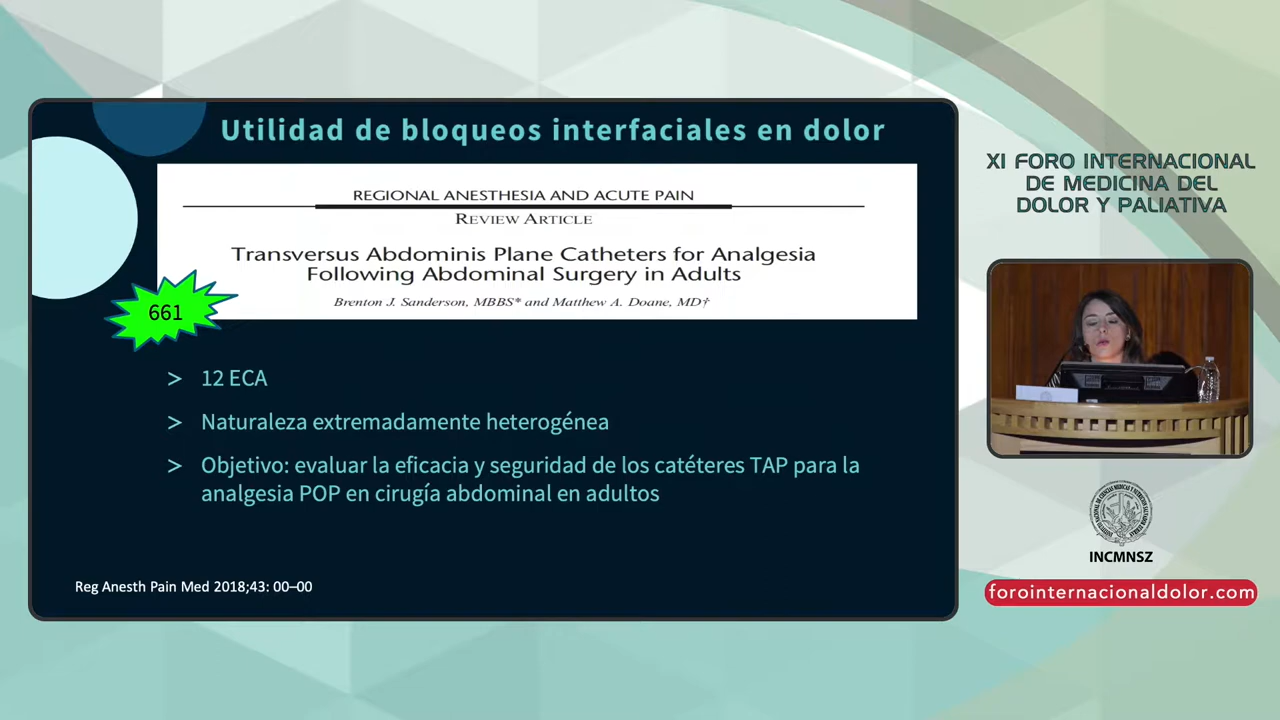 Utilidad de bloqueos interfaciales en dolor
REGIONAL ANESTHESIA AND ACUTE PAIN
REVIEW ARTICLE
Transversus Abdominis Plane Catheters for Analgesia
Following Abdominal Surgery in Adults
Brenton J. Sanderson, MBBS* and Matthew A. Doane, MD†
661
> 12 ECA
> Naturaleza extremadamente heterogénea
> Objetivo: evaluar la eficacia y seguridad de los catéteres TAP para la
analgesia POP en cirugía abdominal en adultos
Reg Anesth Pain Med 2018;43: 00–00
XI FORO INTERNACIONAL
DE MEDICINA DEL
DOLOR Y PALIATIVA
INCMNSZ
forointernacionaldolor.com